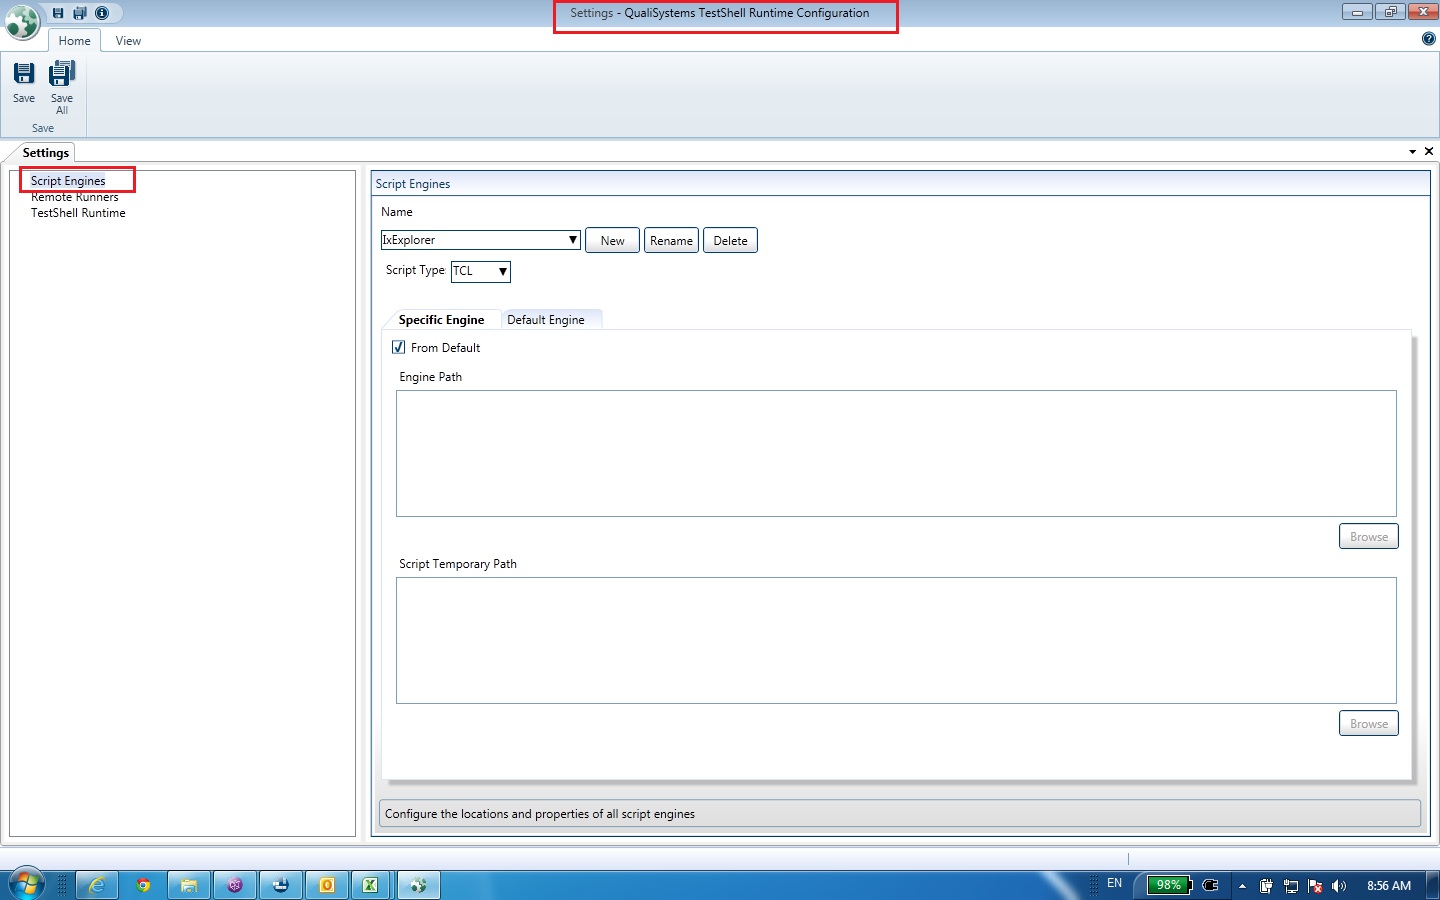 Settings - QualiSystems TestShell Runtime Configuration
Home View
Save Save All
Save
Settings
Script Engines
Remote Runners
TestShell Runtime
Script Engines
Name
IxExplorer New Rename Delete
Script Type: TCL
Specific Engine Default Engine
From Default
Engine Path
Browse
Script Temporary Path
Browse
Configure the locations and properties of all script engines
EN 98% 8:56 AM